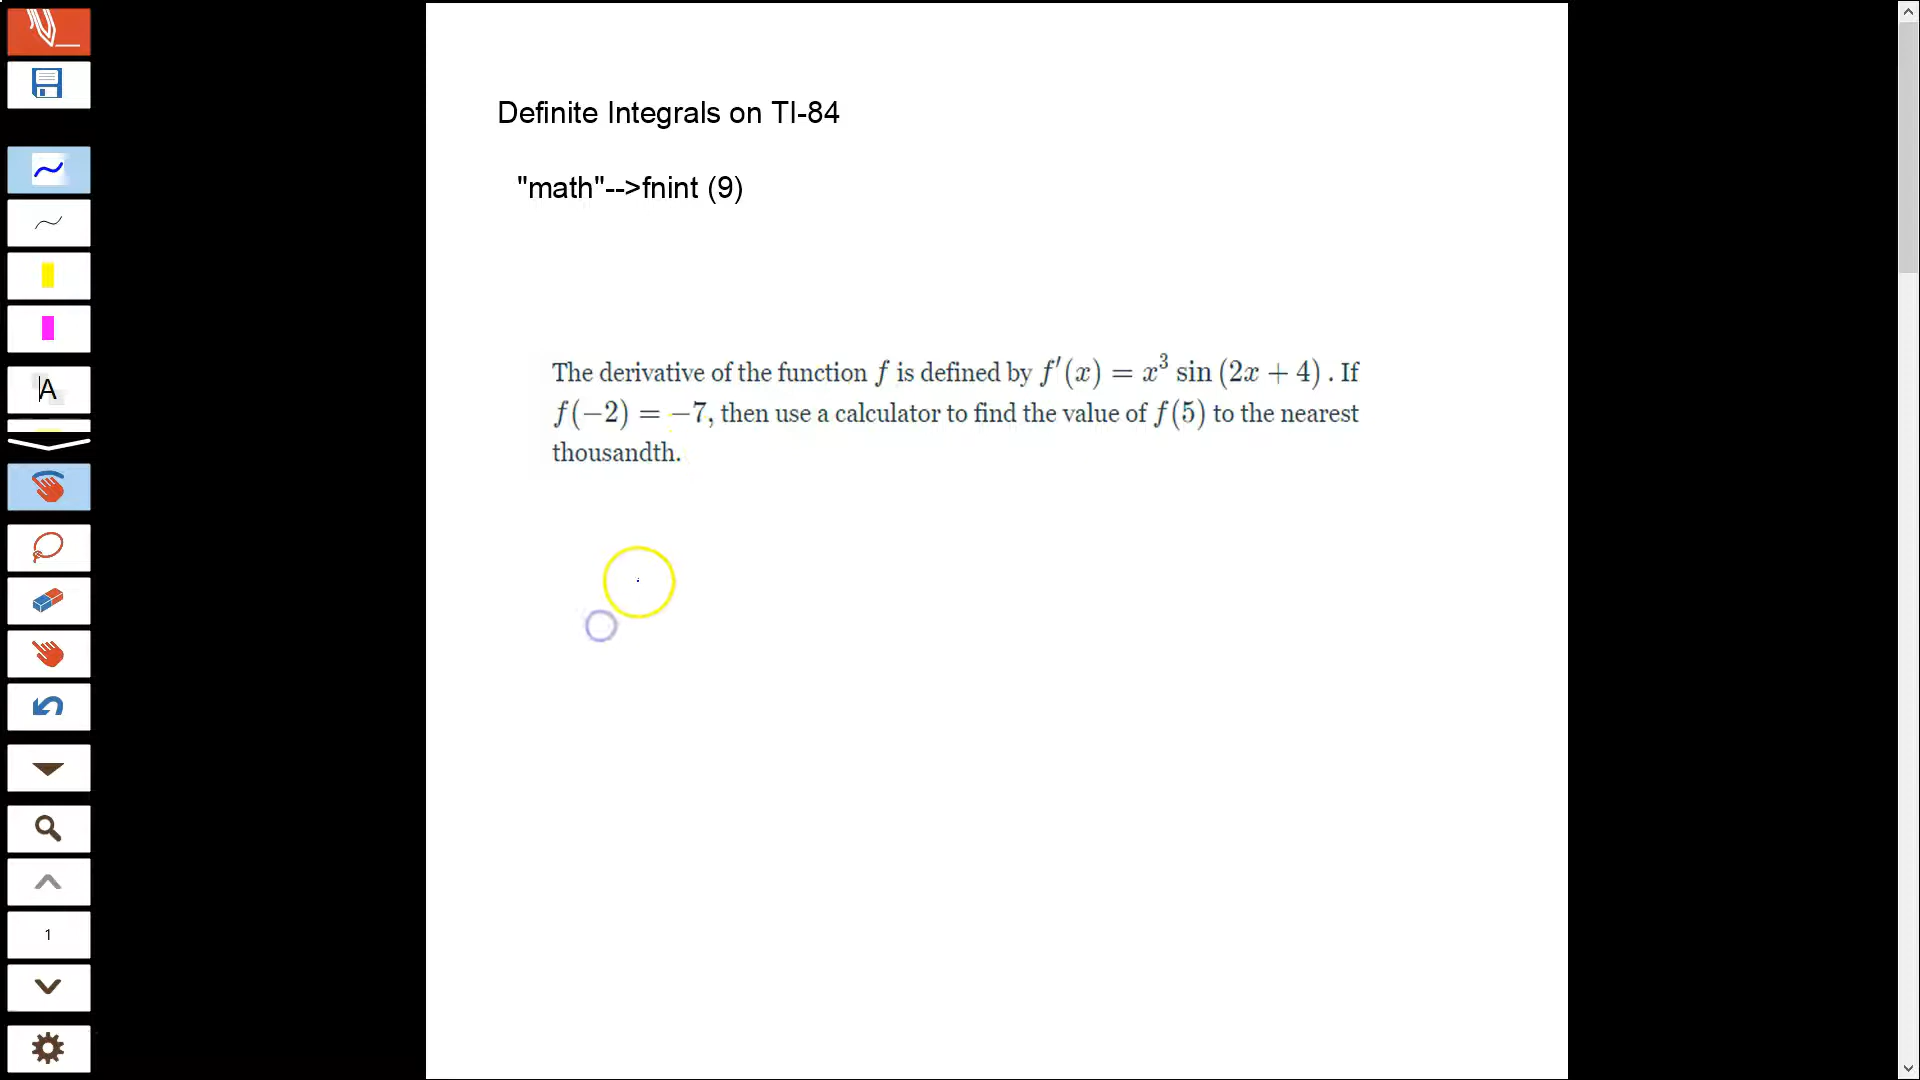 Definite Integrals on TI-84
"math"-->fnint (9)
The derivative of the function f is defined by f′(x) = x³ sin (2x + 4) . If
f(−2) = −7, then use a calculator to find the value of f(5) to the nearest
thousandth.
A
1